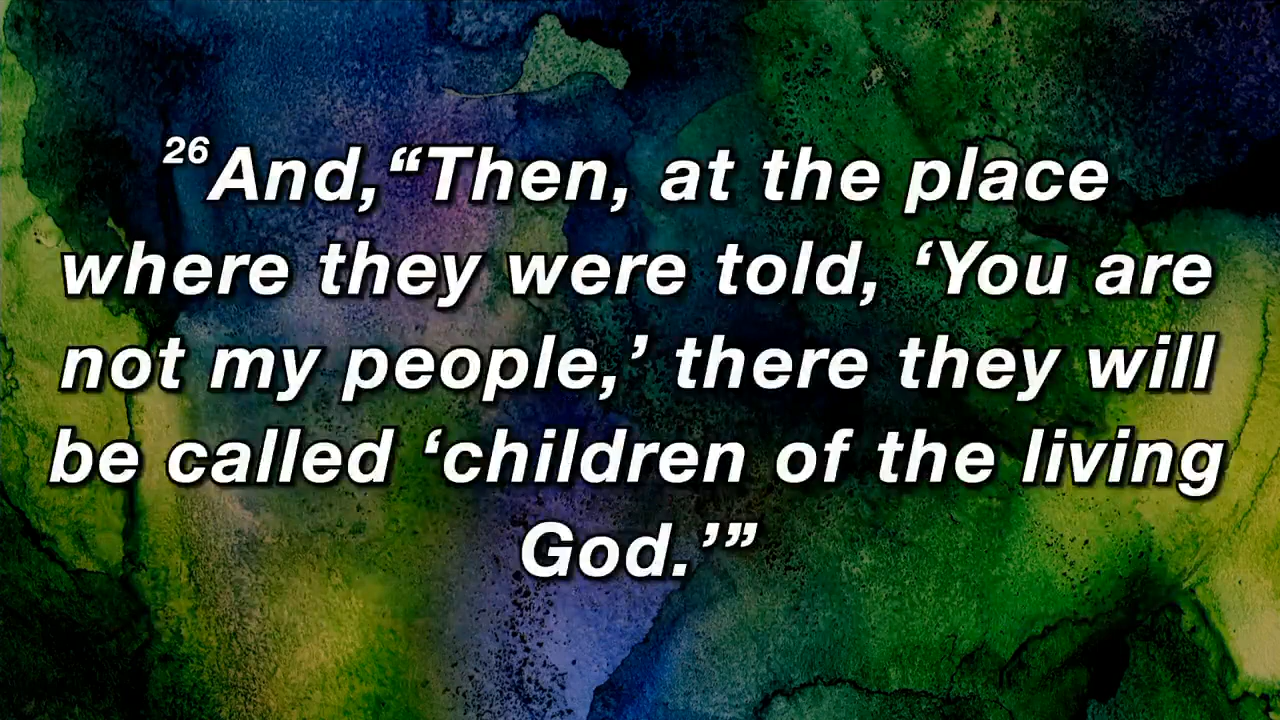 26And,“Then, at the place
where they were told, ‘You are
not my people,’ there they will
be called ‘children of the living
God.’”